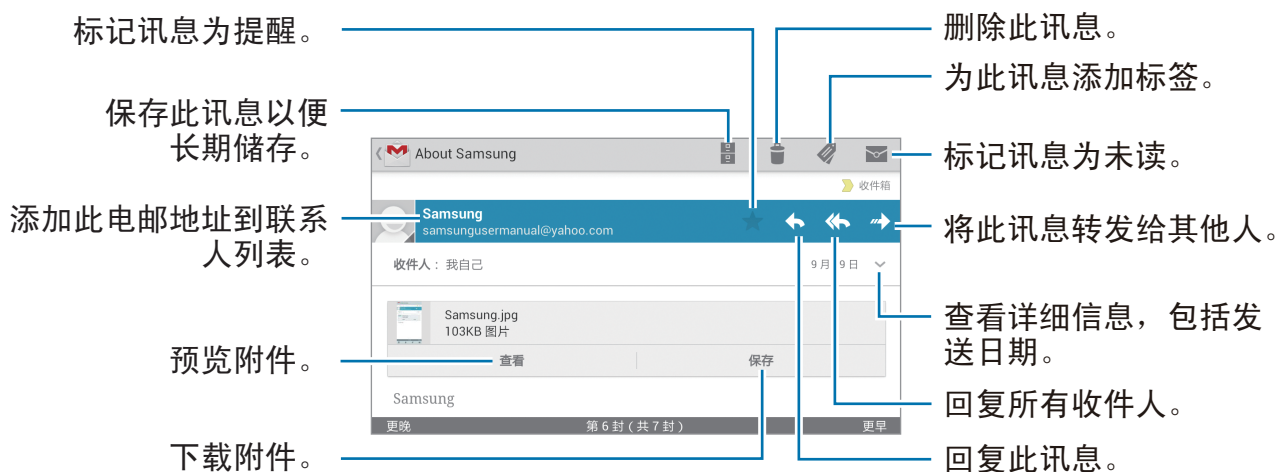 标记讯息为提醒。
保存此讯息以便
长期储存。
添加此电邮地址到联系
人列表。
预览附件。
下载附件。
About Samsung
收件箱
Samsung
samsungusermanual@yahoo.com
收件人：我自己
9月 9日
Samsung.jpg
103KB 图片
查看
保存
Samsung
更晚
第 6 封 ( 共 7 封 )
更早
删除此讯息。
为此讯息添加标签。
标记讯息为未读。
将此讯息转发给其他人。
查看详细信息，包括发
送日期。
回复所有收件人。
回复此讯息。